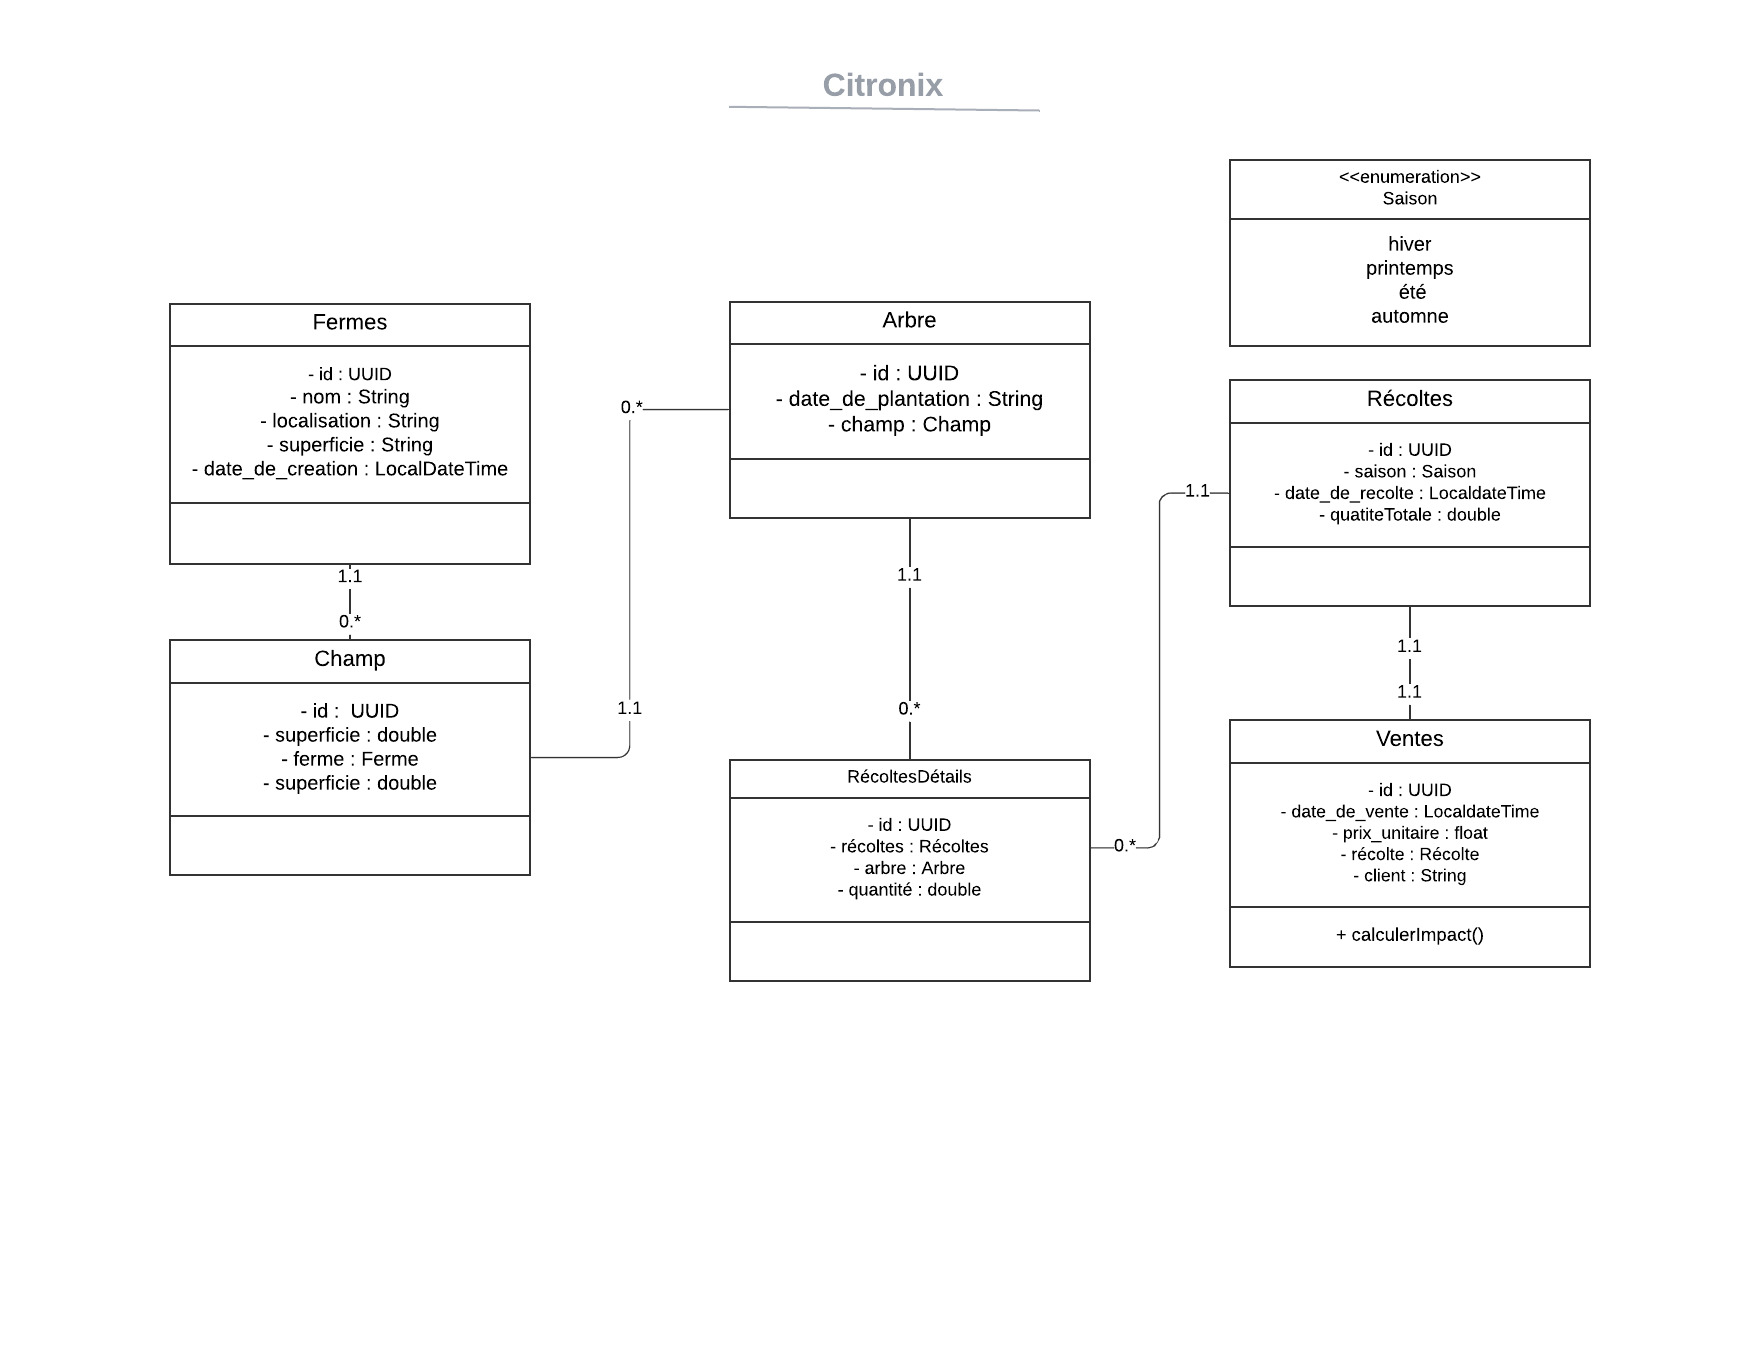 Citronix
<<enumeration>>
Saison
hiver
printemps
été
automne
Fermes
- id : UUID
- nom : String
- localisation : String
- superficie : String
- date_de_creation : LocalDateTime
1.1
0.*
Champ
- id :  UUID
- superficie : double
- ferme : Ferme
- superficie : double
0.*
1.1
Arbre
- id : UUID
- date_de_plantation : String
- champ : Champ
1.1
0.*
RécoltesDétails
- id : UUID
- récoltes : Récoltes
- arbre : Arbre
- quantité : double
0.*
1.1
Récoltes
- id : UUID
- saison : Saison
- date_de_recolte : LocaldateTime
- quatiteTotale : double
1.1
1.1
Ventes
- id : UUID
- date_de_vente : LocaldateTime
- prix_unitaire : float
- récolte : Récolte
- client : String
+ calculerImpact()